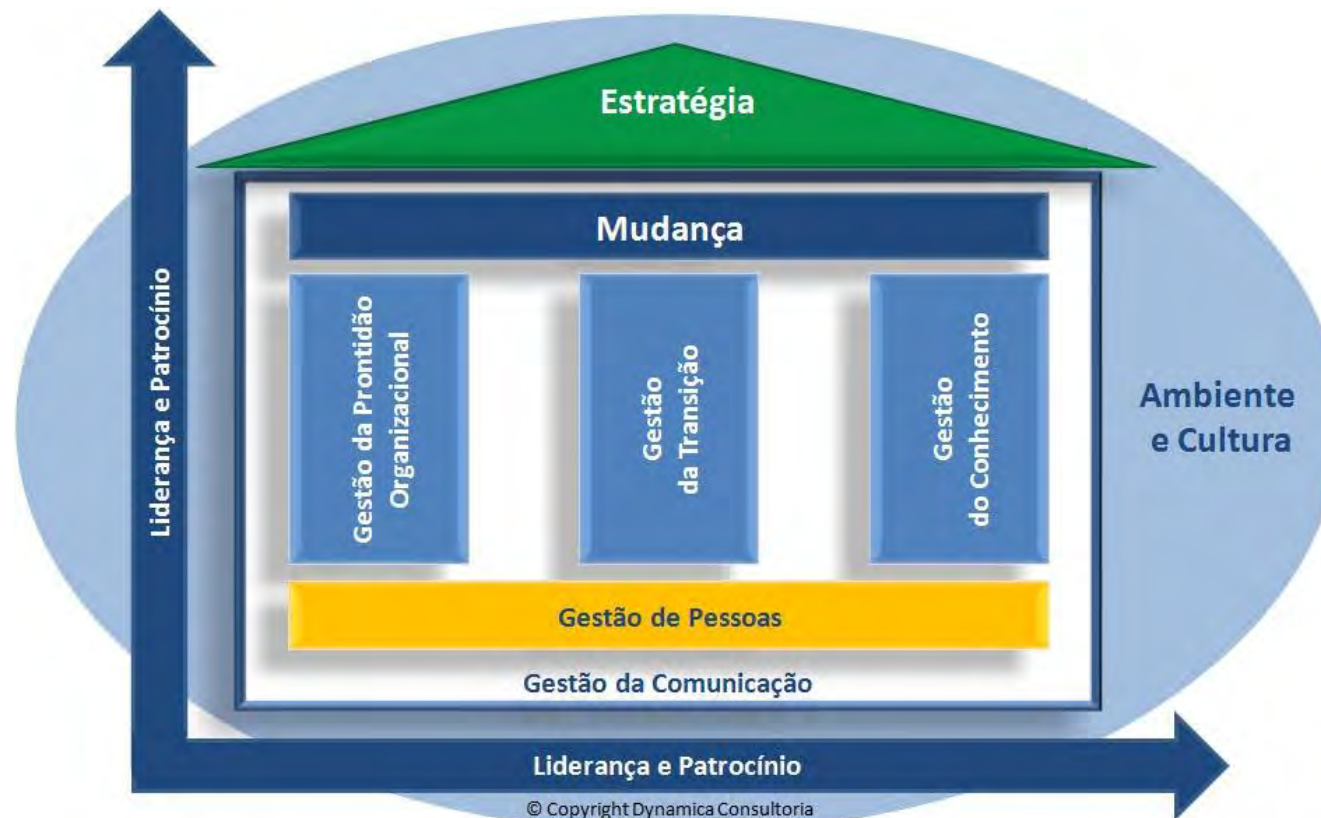 Estratégia
Mudança
Liderança e Patrocínio
Gestão da Prontidão
Organizacional
Gestão
da Transição
Gestão
do Conhecimento
Ambiente
e Cultura
Gestão de Pessoas
Gestão da Comunicação
Liderança e Patrocínio
© Copyright Dynamica Consultoria